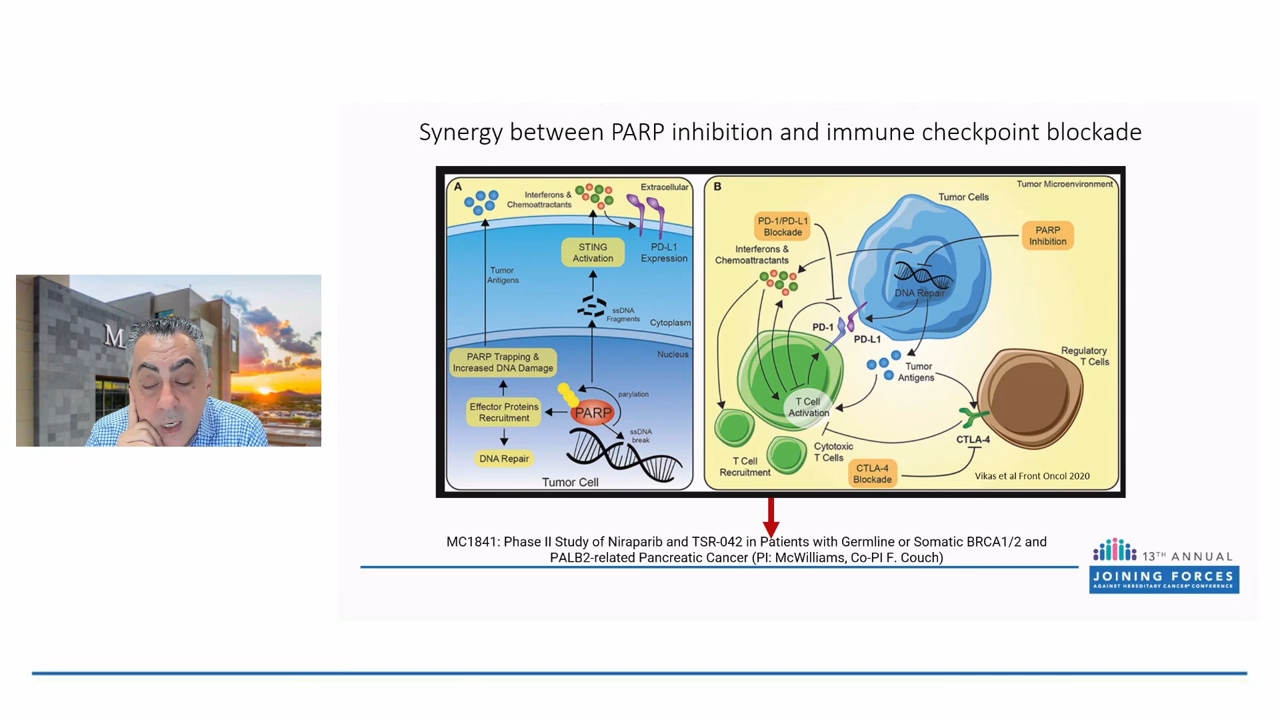 Synergy between PARP inhibition and immune checkpoint blockade
A
Interferons &
Chemoattractants
Extracellular
STING
Activation
PD-L1
Expression
Tumor
Antigens
ssDNA
Fragments
Cytoplasm
Nucleus
PARP Trapping &
Increased DNA Damage
parylation
Effector Proteins
Recruitment
PARP
ssDNA
break
DNA Repair
Tumor Cell
B
Tumor Microenvironment
Tumor Cells
PD-1/PD-L1
Blockade
PARP
Inhibition
Interferons &
Chemoattractants
DNA Repair
PD-1
PD-L1
Regulatory
T Cells
Tumor
Antigens
T Cell
Activation
CTLA-4
Cytotoxic
T Cells
T Cell
Recruitment
CTLA-4
Blockade
Vikas et al Front Oncol 2020
M
MC1841: Phase II Study of Niraparib and TSR-042 in Patients with Germline or Somatic BRCA1/2 and
PALB2-related Pancreatic Cancer (PI: McWilliams, Co-PI F. Couch)
13TH ANNUAL
JOINING FORCES
AGAINST HEREDITARY CANCER® CONFERENCE